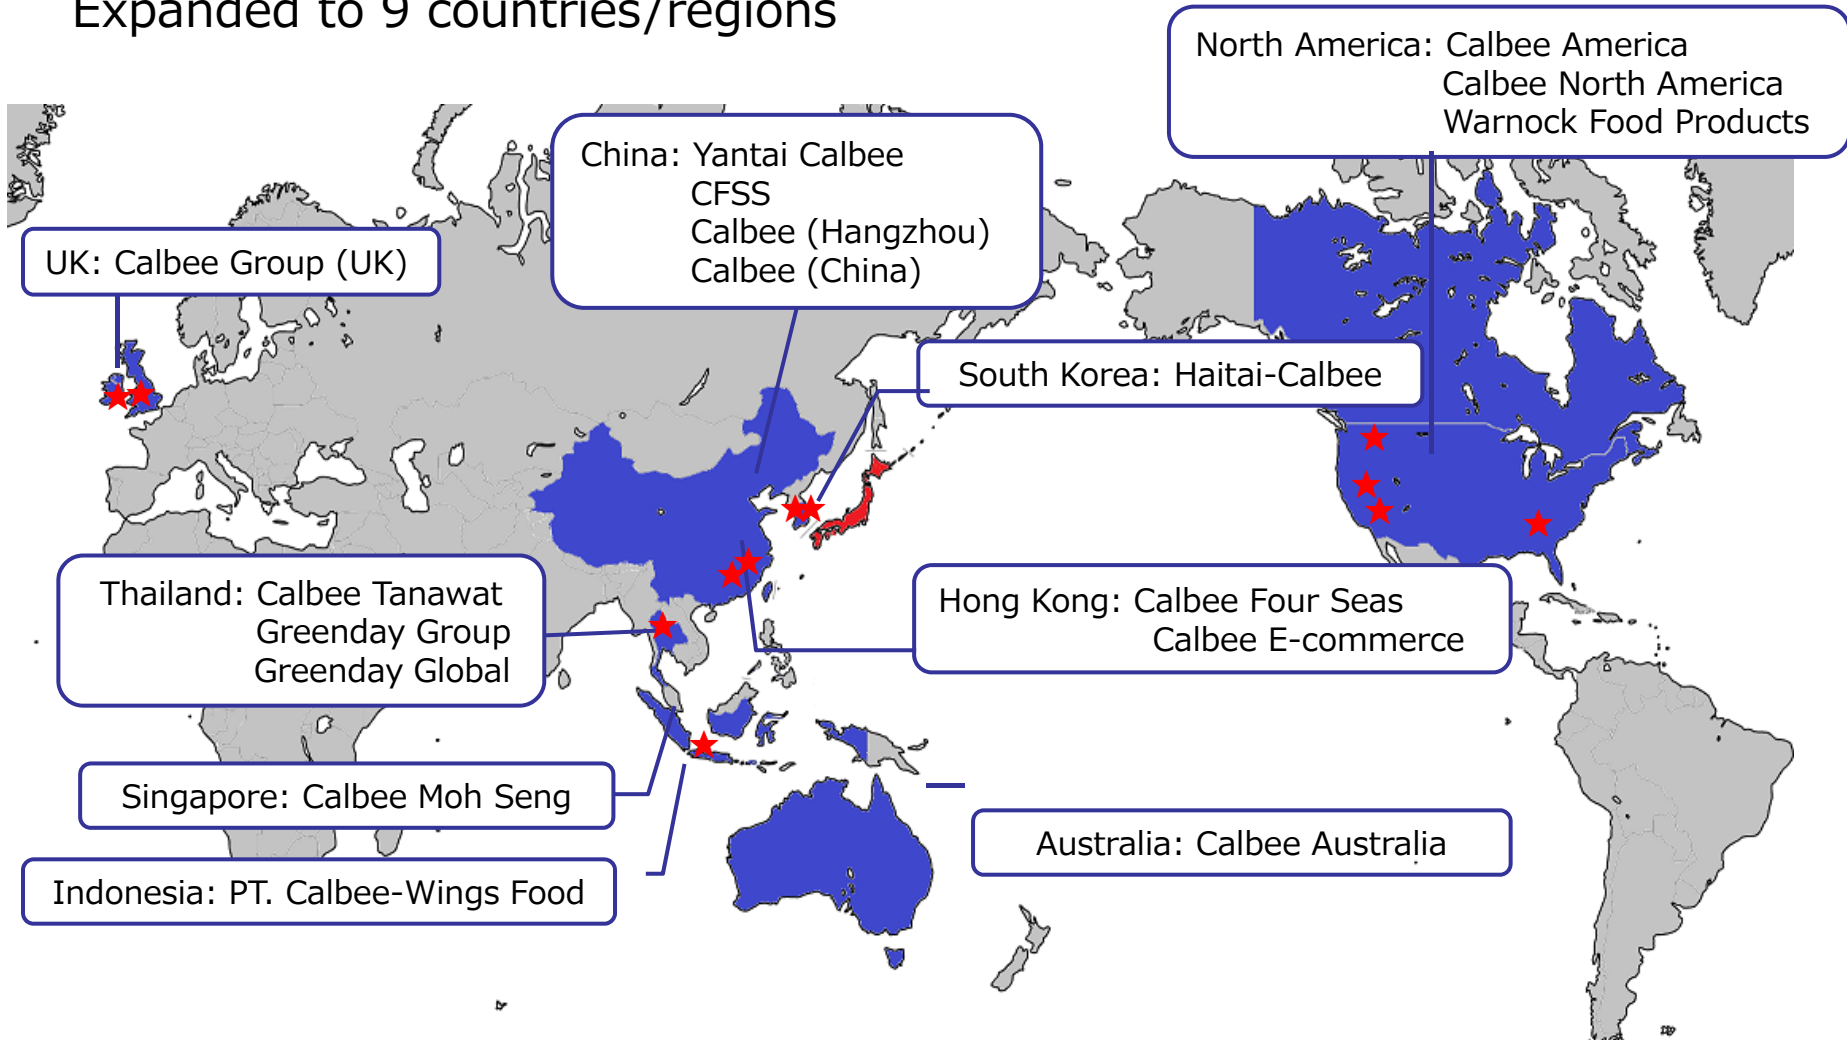 Expanded to 9 countries/regions
North America: Calbee America
Calbee North America
Warnock Food Products
China: Yantai Calbee
CFSS
Calbee (Hangzhou)
Calbee (China)
UK: Calbee Group (UK)
South Korea: Haitai-Calbee
Thailand: Calbee Tanawat
Greenday Group
Greenday Global
Hong Kong: Calbee Four Seas
Calbee E-commerce
Singapore: Calbee Moh Seng
Australia: Calbee Australia
Indonesia: PT. Calbee-Wings Food